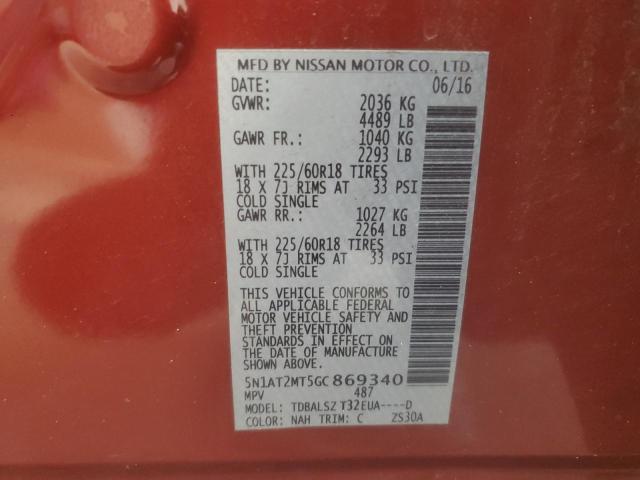 MFD BY NISSAN MOTOR CO., LTD.
DATE: 06/16
GVWR: 2036 KG
4489 LB
GAWR FR.: 1040 KG
2293 LB
WITH 225/60R18 TIRES
18 X 7J RIMS AT 33 PSI
COLD SINGLE
GAWR RR.: 1027 KG
2264 LB
WITH 225/60R18 TIRES
18 X 7J RIMS AT 33 PSI
COLD SINGLE
THIS VEHICLE CONFORMS TO
ALL APPLICABLE FEDERAL
MOTOR VEHICLE SAFETY AND
THEFT PREVENTION
STANDARDS IN EFFECT ON
THE DATE OF MANUFACTURE
SHOWN ABOVE.
5N1AT2MT5GC869340
MPV 487
MODEL: TDBALSZ T32EUA----D
COLOR: NAH TRIM: C ZS30A